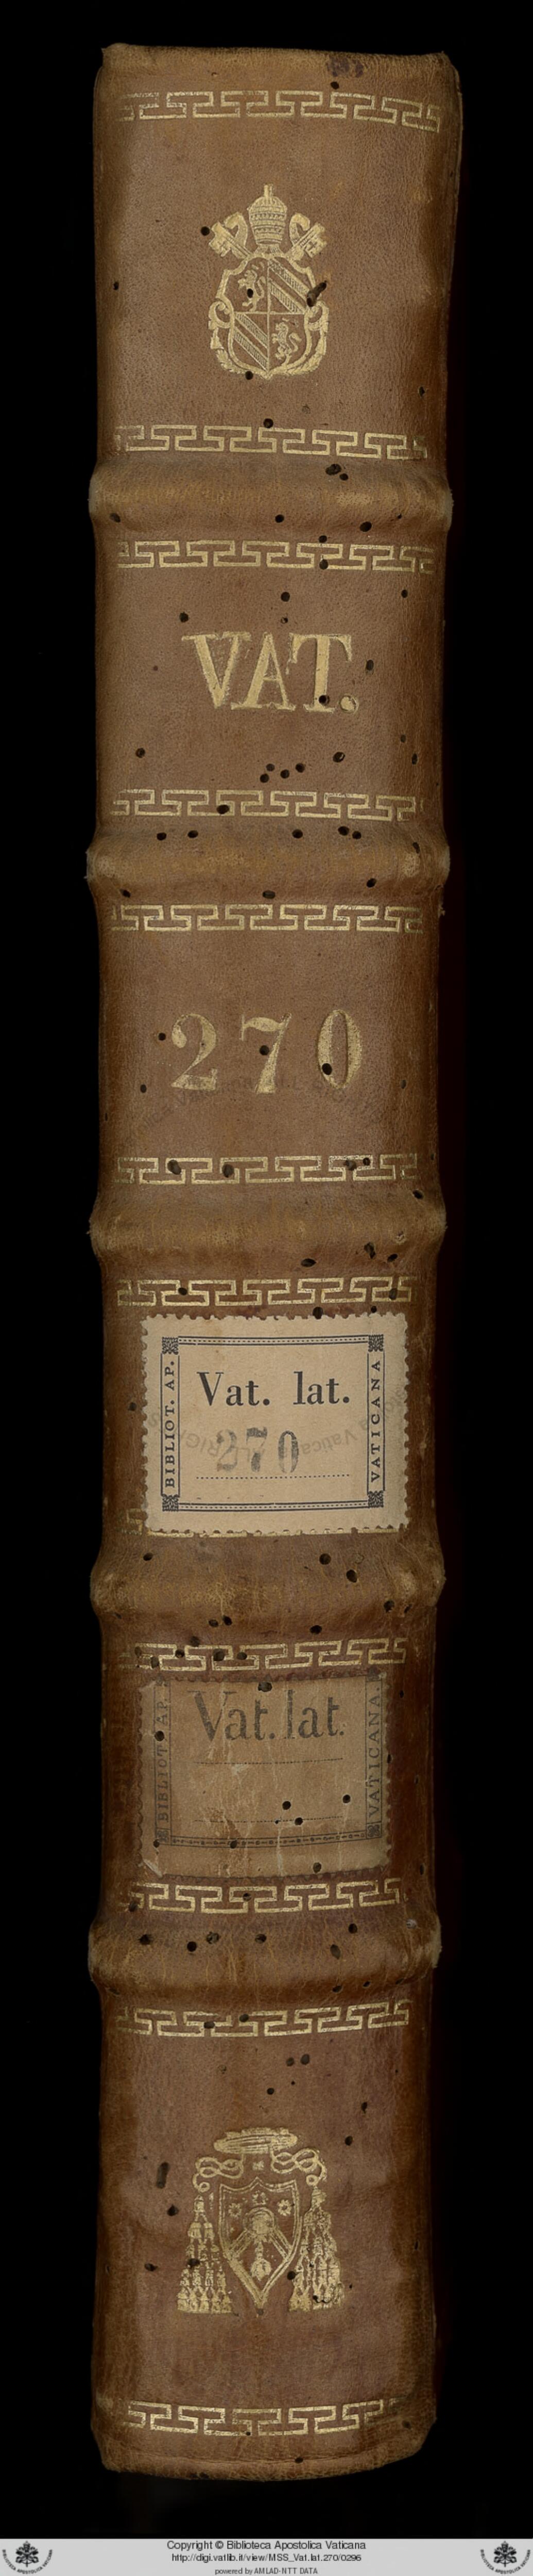 VAT.
270
BIBLIOT. AP. VATICANA
Vat. lat.
270
BIBLIOT. AP. VATICANA
Vat. lat.
Copyright © Biblioteca Apostolica Vaticana
http://digi.vatlib.it/view/MSS_Vat.lat.270/0296
powered by AMLAD-NTT DATA